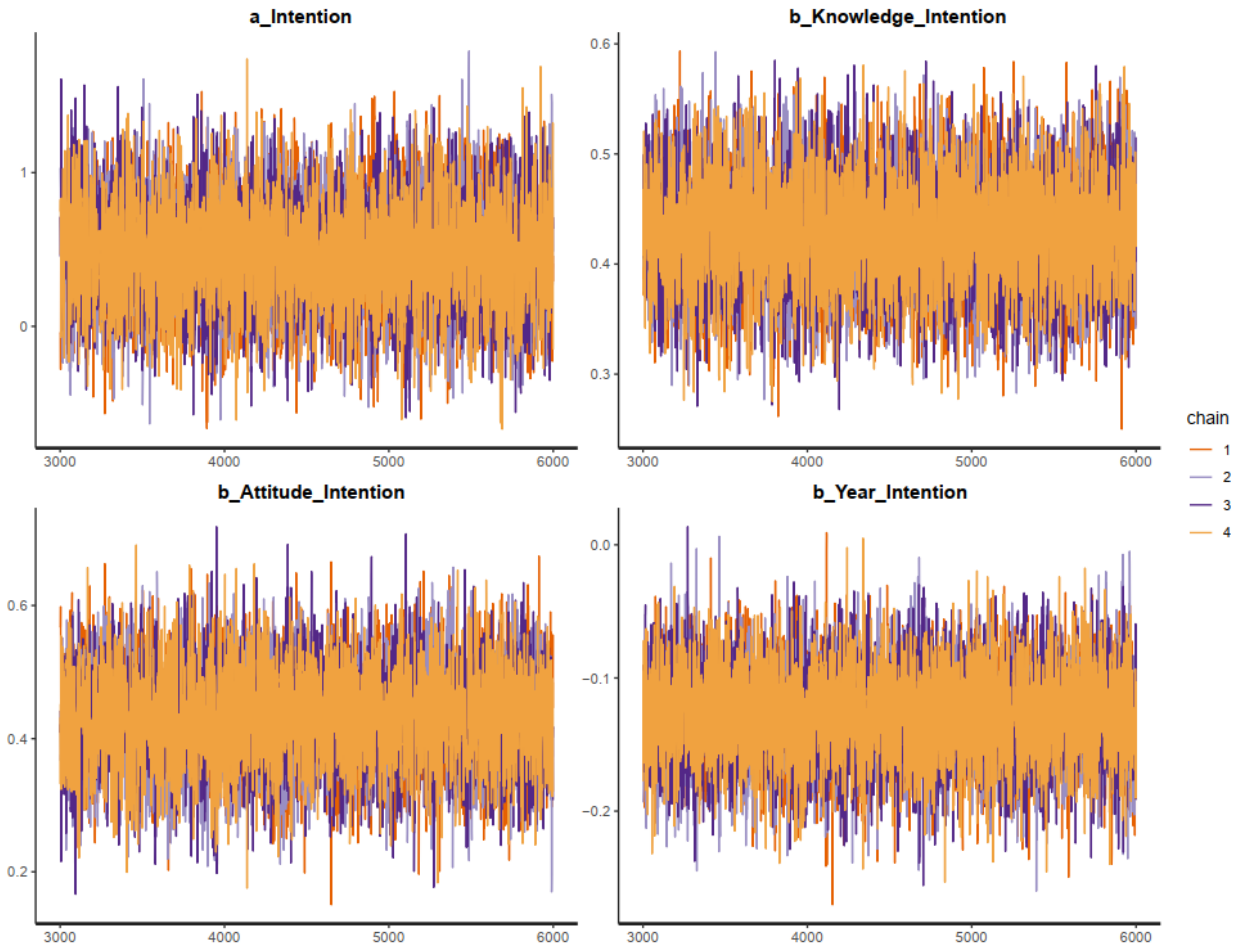 a_Intention
1
0
3000 4000 5000 6000
b_Knowledge_Intention
0.6
0.5
0.4
0.3
3000 4000 5000 6000
b_Attitude_Intention
0.6
0.4
0.2
3000 4000 5000 6000
b_Year_Intention
0.0
−0.1
−0.2
3000 4000 5000 6000
chain
1
2
3
4